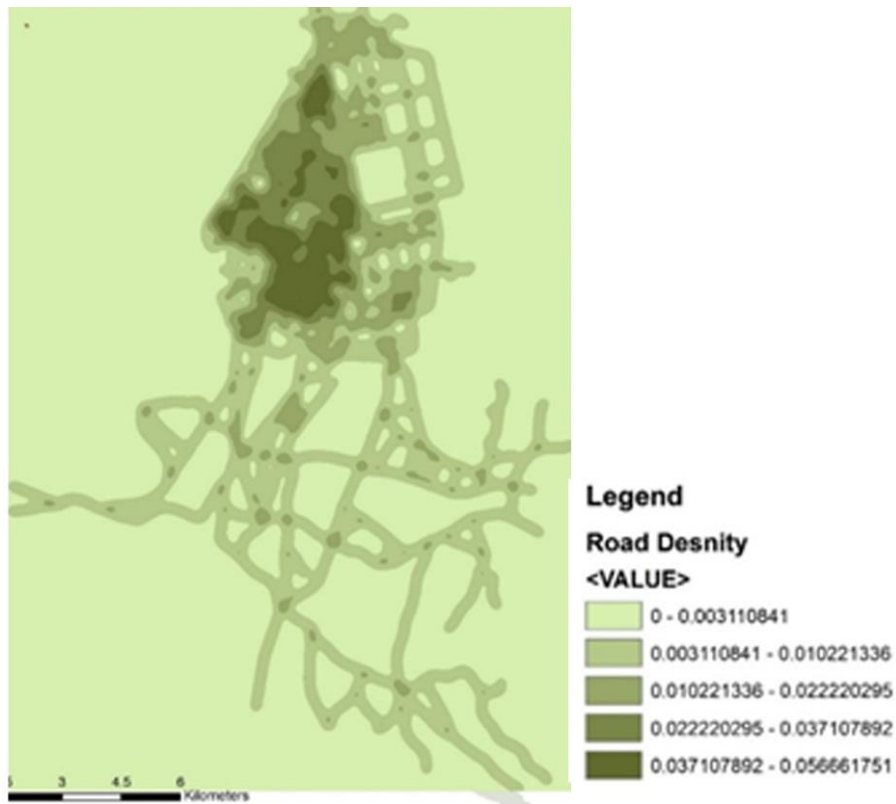 Legend
Road Desnity
<VALUE>
0 - 0.003110841
0.003110841 - 0.010221336
0.010221336 - 0.022220295
0.022220295 - 0.037107892
0.037107892 - 0.056661751
3 4.5 6
Kilometers